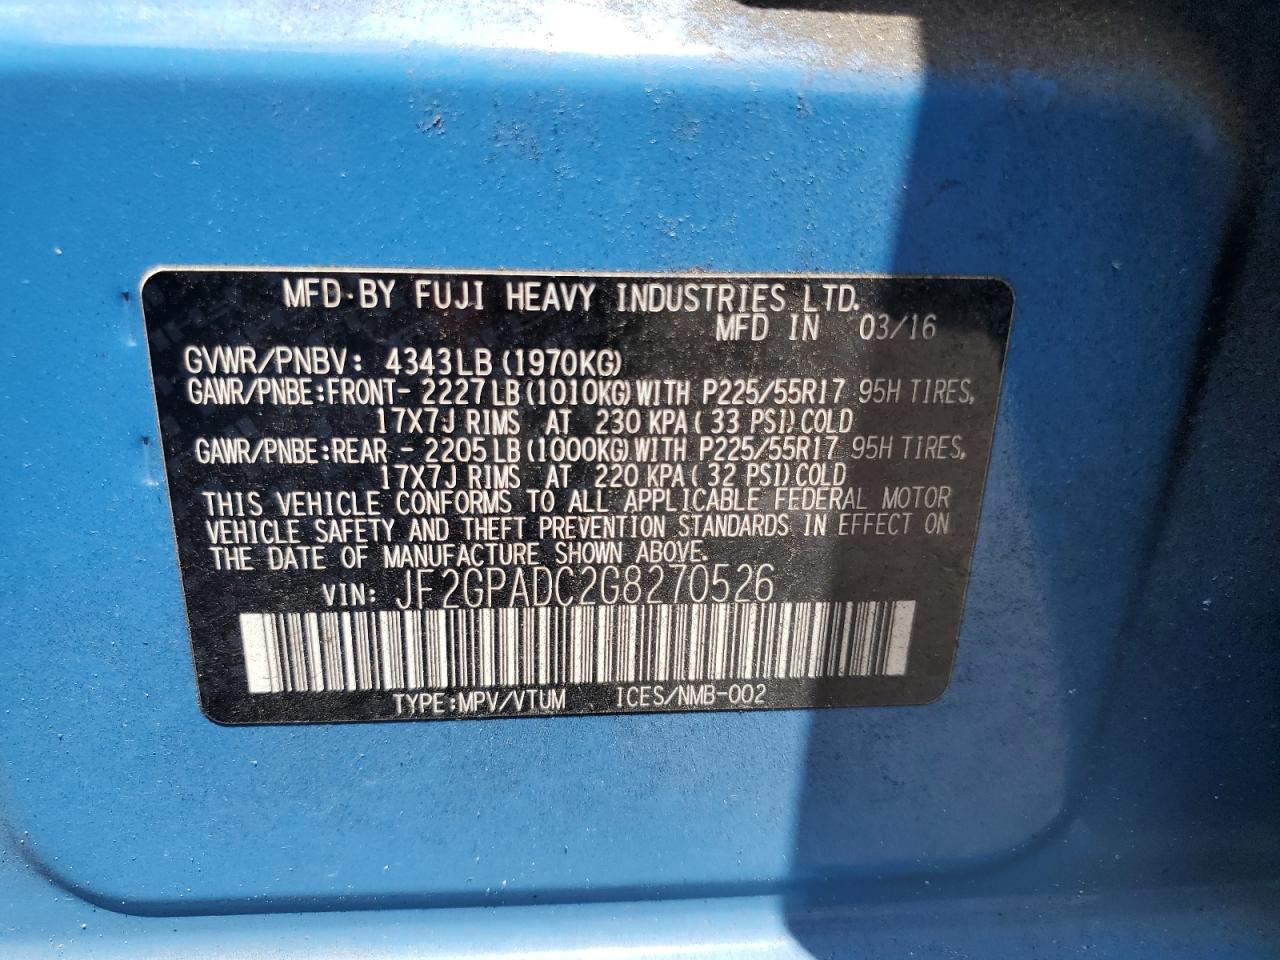 MFD·BY FUJI HEAVY INDUSTRIES LTD.
MFD IN 03/16
GVWR/PNBV: 4343LB(1970KG)
GAWR/PNBE:FRONT- 2227LB(1010KG)WITH P225/55R17 95H TIRES,
17X7J RIMS AT 230 KPA(33 PSI)COLD
GAWR/PNBE:REAR - 2205LB(1000KG)WITH P225/55R17 95H TIRES,
17X7J RIMS AT 220 KPA(32 PSI)COLD
THIS VEHICLE CONFORMS TO ALL APPLICABLE FEDERAL MOTOR
VEHICLE SAFETY AND THEFT PREVENTION STANDARDS IN EFFECT ON
THE DATE OF MANUFACTURE SHOWN ABOVE.
VIN: JF2GPADC2G8270526
TYPE:MPV/VTUM ICES/NMB-002